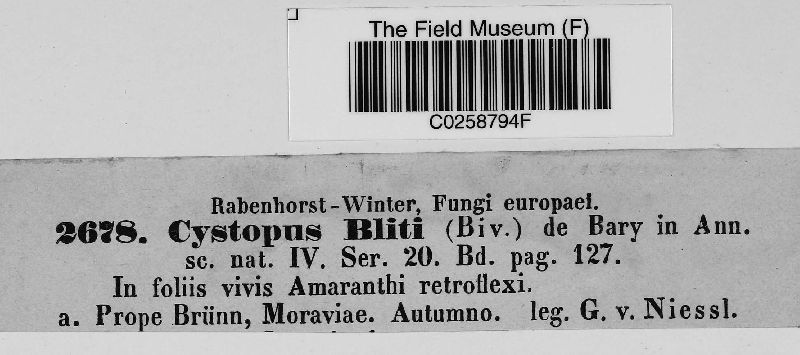 The Field Museum (F)
C0258794F
Rabenhorst-Winter, Fungi europaei.
2678. Cystopus Bliti (Biv.) de Bary in Ann.
sc. nat. IV. Ser. 20. Bd. pag. 127.
In foliis vivis Amaranthi retroflexi.
a. Prope Brünn, Moraviae. Autumno. leg. G. v. Niessl.